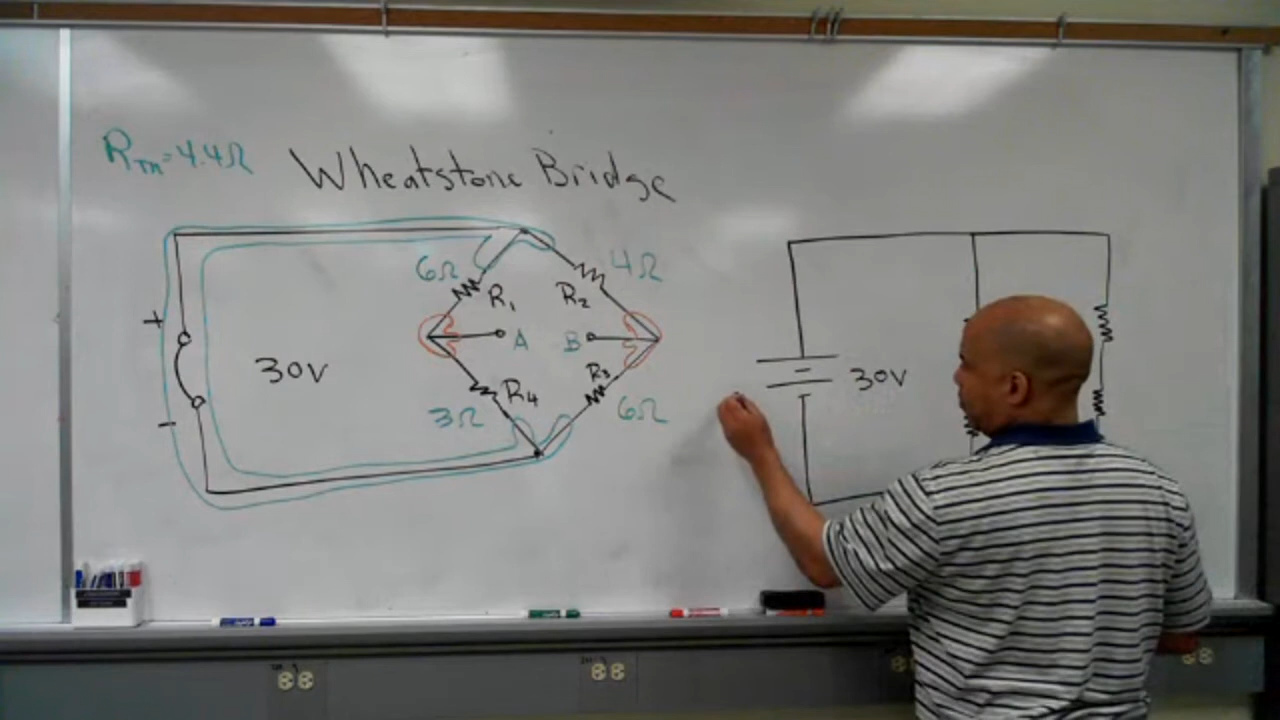 R_TH=4.4Ω
Wheatstone Bridge
6Ω
4Ω
R₁
R₂
+
A
B
30V
R₃
R₄
-
3Ω
6Ω
30V